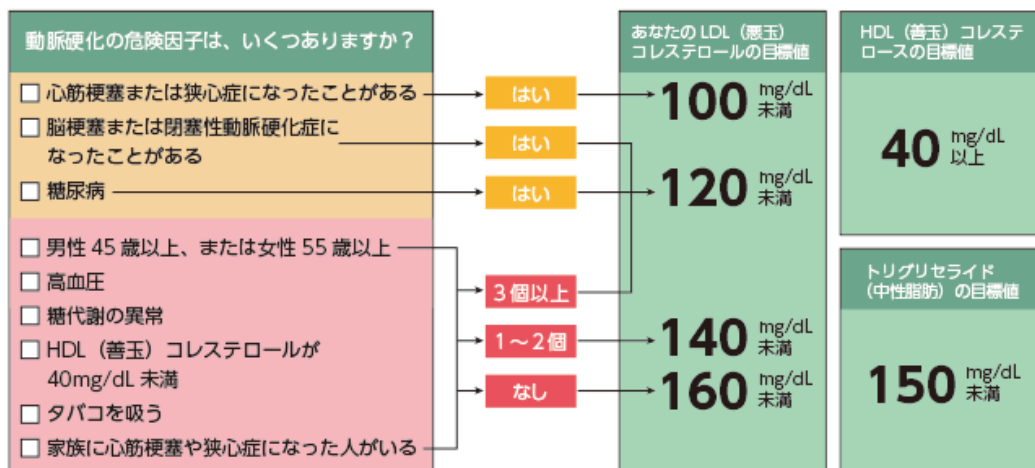 動脈硬化の危険因子は、いくつありますか？
□ 心筋梗塞または狭心症になったことがある
□ 脳梗塞または閉塞性動脈硬化症に
なったことがある
□ 糖尿病
□ 男性 45 歳以上、または女性 55 歳以上
□ 高血圧
□ 糖代謝の異常
□ HDL（善玉）コレステロールが
40mg/dL 未満
□ タバコを吸う
□ 家族に心筋梗塞や狭心症になった人がいる
はい
はい
はい
3個以上
1～2個
なし
あなたの LDL（悪玉）
コレステロールの目標値
100 mg/dL 未満
120 mg/dL 未満
140 mg/dL 未満
160 mg/dL 未満
HDL（善玉）コレステ
ロースの目標値
40 mg/dL 以上
トリグリセライド
（中性脂肪）の目標値
150 mg/dL 未満